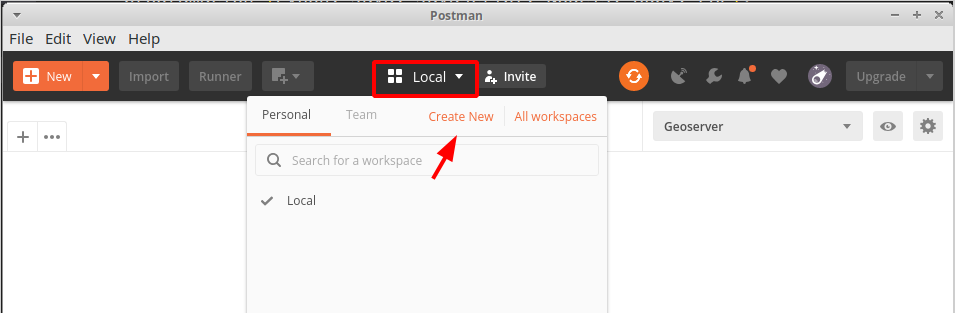 Postman
File Edit View Help
New Import Runner Local Invite Upgrade
Personal Team Create New All workspaces
Geoserver
Search for a workspace
Local